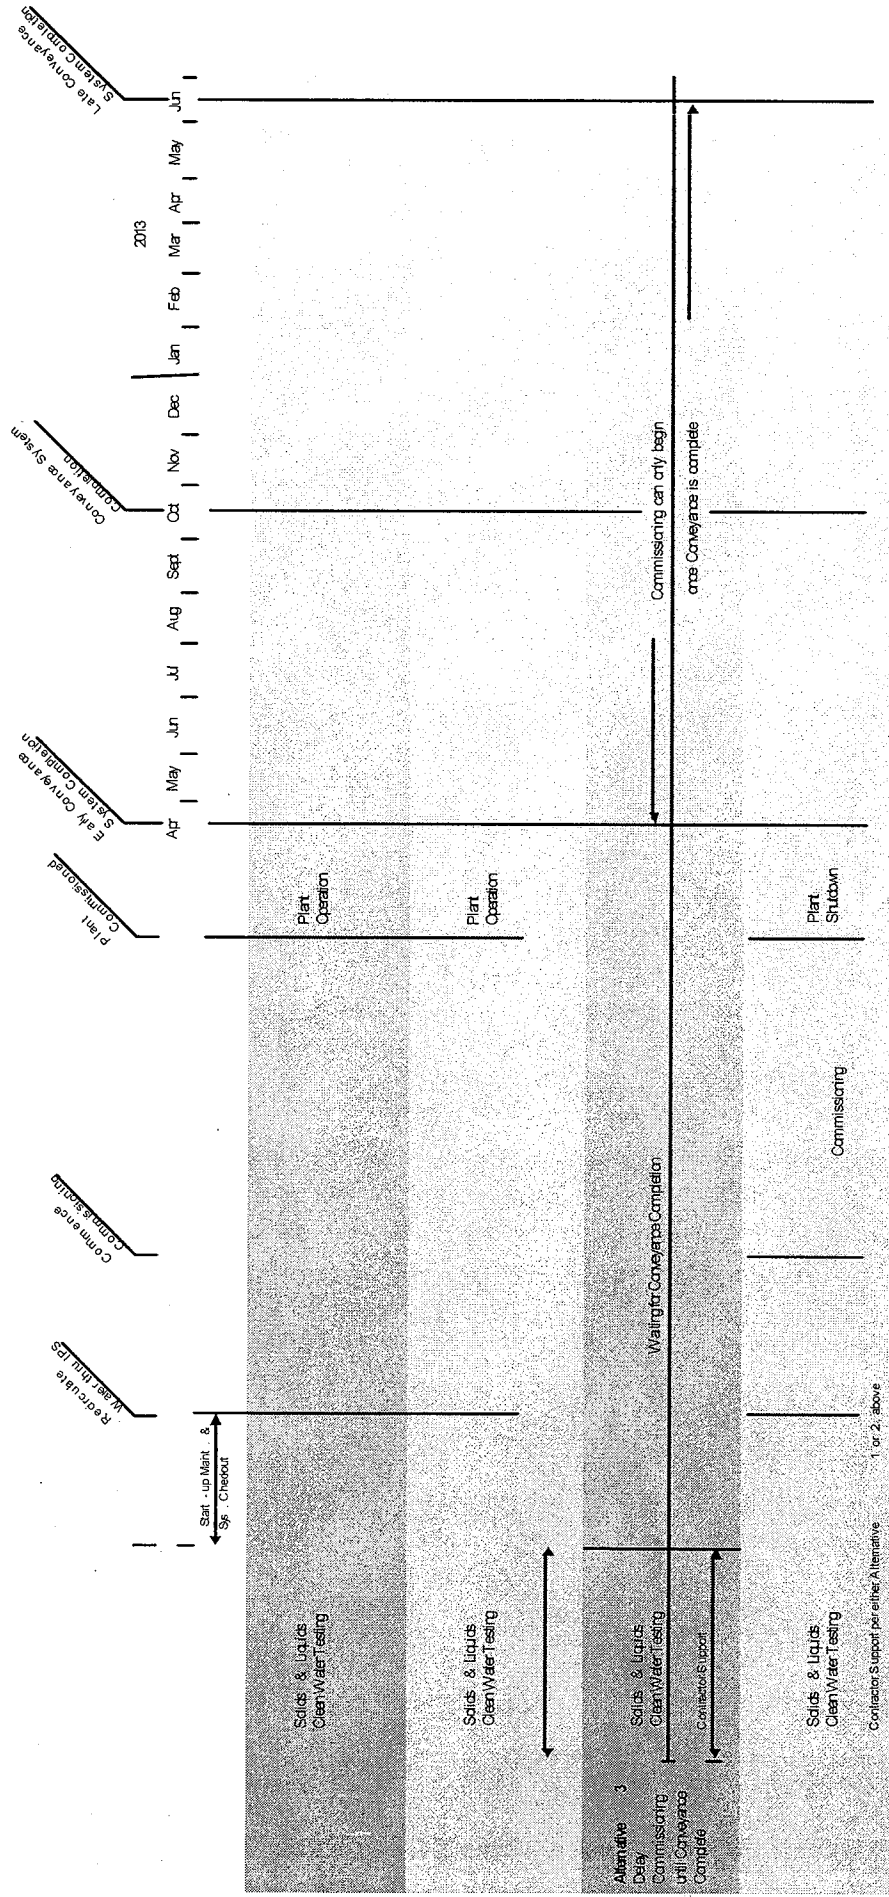 Recirculate
Water thru IPS
Commence
Commissioning
Plant
Commissioned
Early Conveyance
System Completion
Conveyance System
Completion
Late Conveyance
System Completion
2013
Apr May Jun Jul Aug Sept Oct Nov Dec Jan Feb Mar Apr May Jun
Start - up Maint &
Sys . Checkout
Solids & Liquids
Clean Water Testing
Plant
Operation
Solids & Liquids
Clean Water Testing
Plant
Operation
Alternative 3
Delay
Commissioning
until Conveyance
Complete
Solids & Liquids
Clean Water Testing
Contractor Support
Waiting for Conveyance Completion
Commissioning can only begin
once Conveyance is complete
Solids & Liquids
Clean Water Testing
Commissioning
Plant
Shutdown
Contractor Support per either Alternative 1 or 2, above